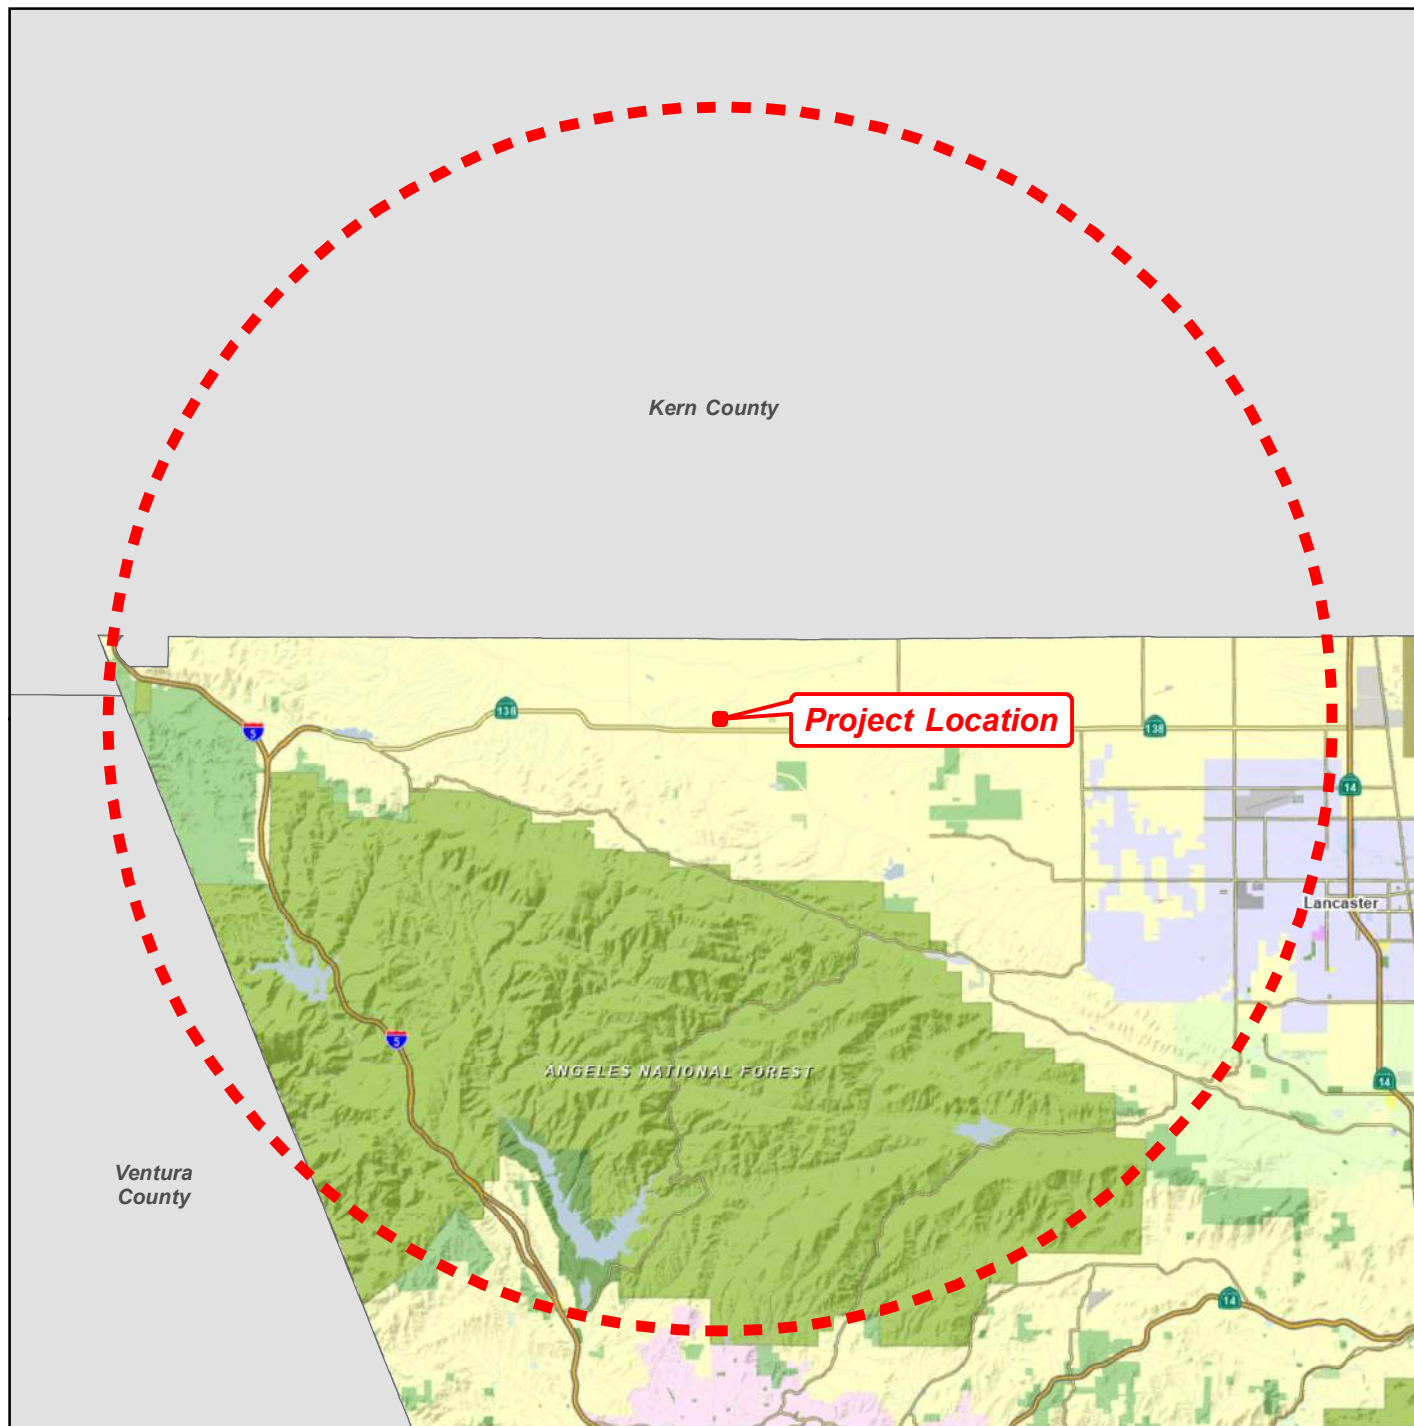 Kern County
138
Project Location
138
5
14
Lancaster
5
ANGELES NATIONAL FOREST
14
Ventura
County
14